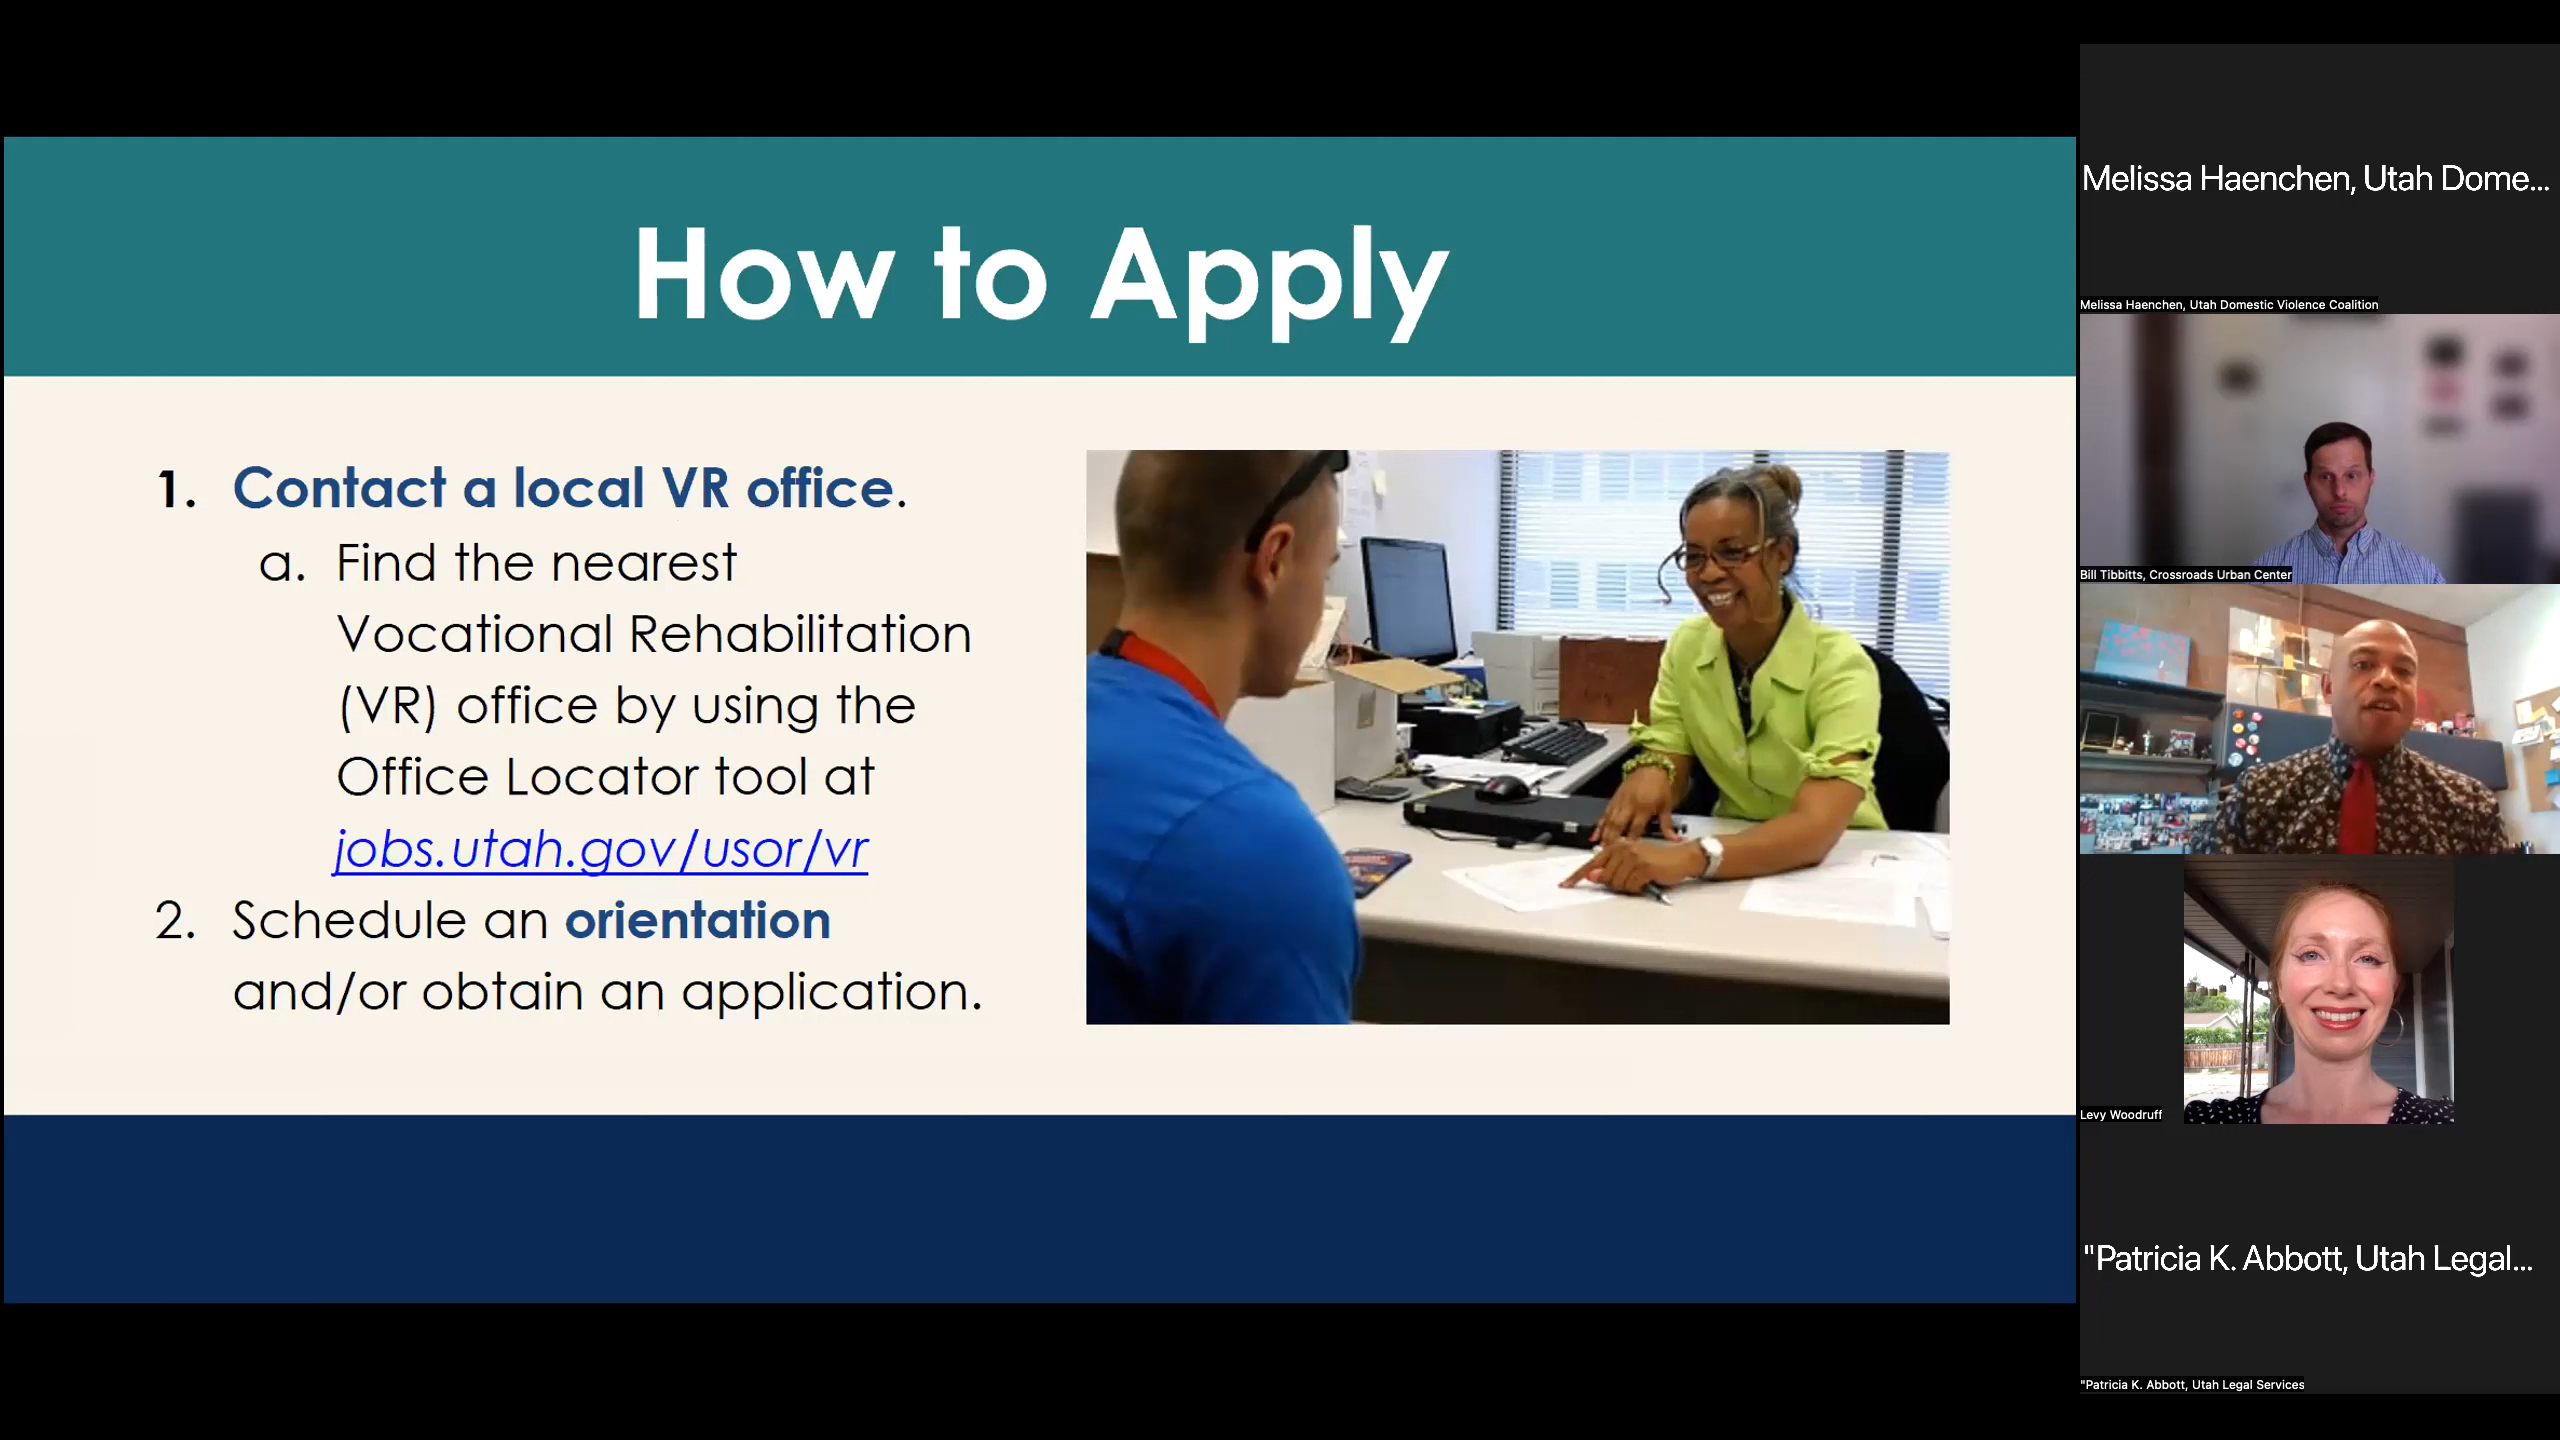 How to Apply
1. Contact a local VR office.
a. Find the nearest
Vocational Rehabilitation
(VR) office by using the
Office Locator tool at
jobs.utah.gov/usor/vr
2. Schedule an orientation
and/or obtain an application.
Melissa Haenchen, Utah Dome...
Melissa Haenchen, Utah Domestic Violence Coalition
Bill Tibbitts, Crossroads Urban Center
Levy Woodruff
"Patricia K. Abbott, Utah Legal...
"Patricia K. Abbott, Utah Legal Services